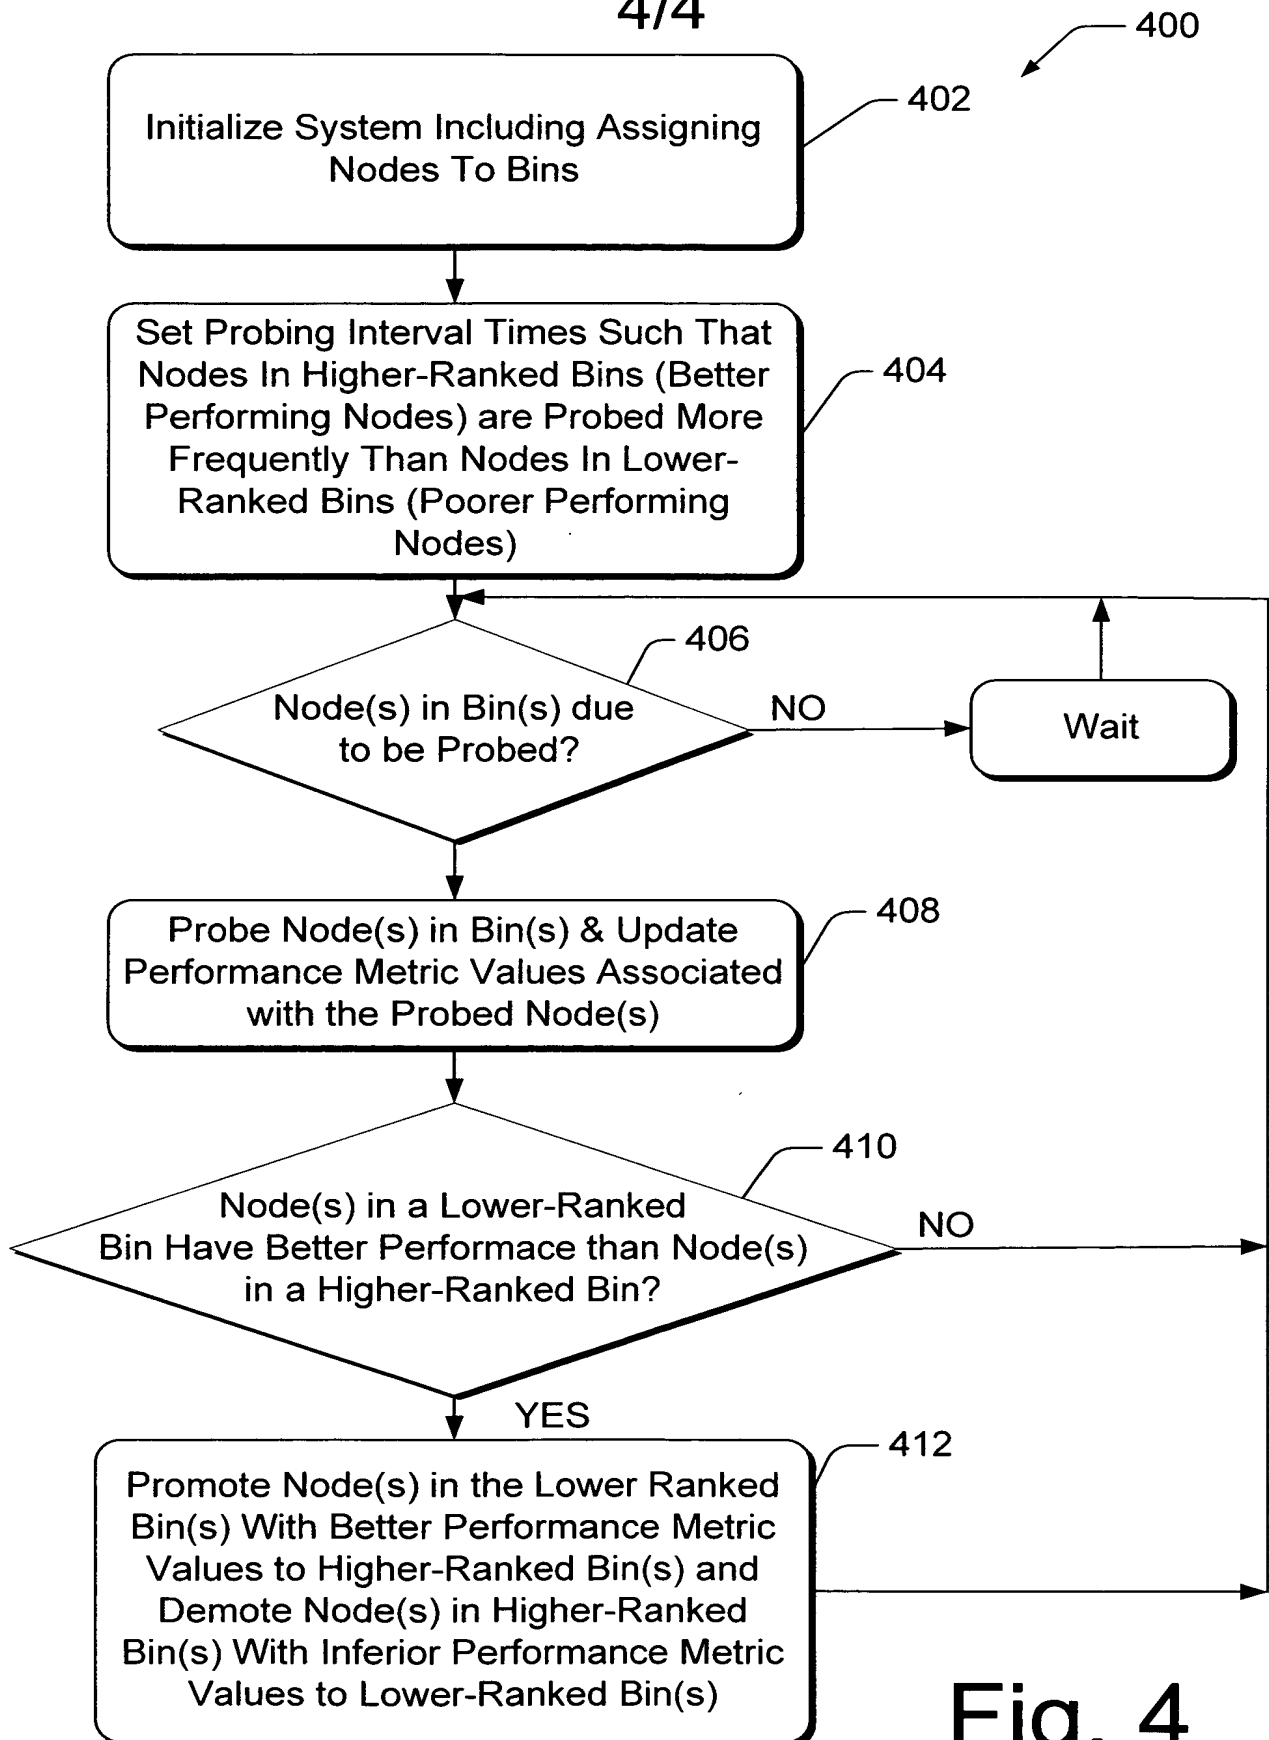 4/4
400
402
Initialize System Including Assigning
Nodes To Bins
Set Probing Interval Times Such That
Nodes In Higher-Ranked Bins (Better
Performing Nodes) are Probed More
Frequently Than Nodes In Lower-
Ranked Bins (Poorer Performing
Nodes)
404
406
Node(s) in Bin(s) due
to be Probed?
NO
Wait
408
Probe Node(s) in Bin(s) & Update
Performance Metric Values Associated
with the Probed Node(s)
410
Node(s) in a Lower-Ranked
Bin Have Better Performace than Node(s)
in a Higher-Ranked Bin?
NO
YES
412
Promote Node(s) in the Lower Ranked
Bin(s) With Better Performance Metric
Values to Higher-Ranked Bin(s) and
Demote Node(s) in Higher-Ranked
Bin(s) With Inferior Performance Metric
Values to Lower-Ranked Bin(s)
Fig. 4